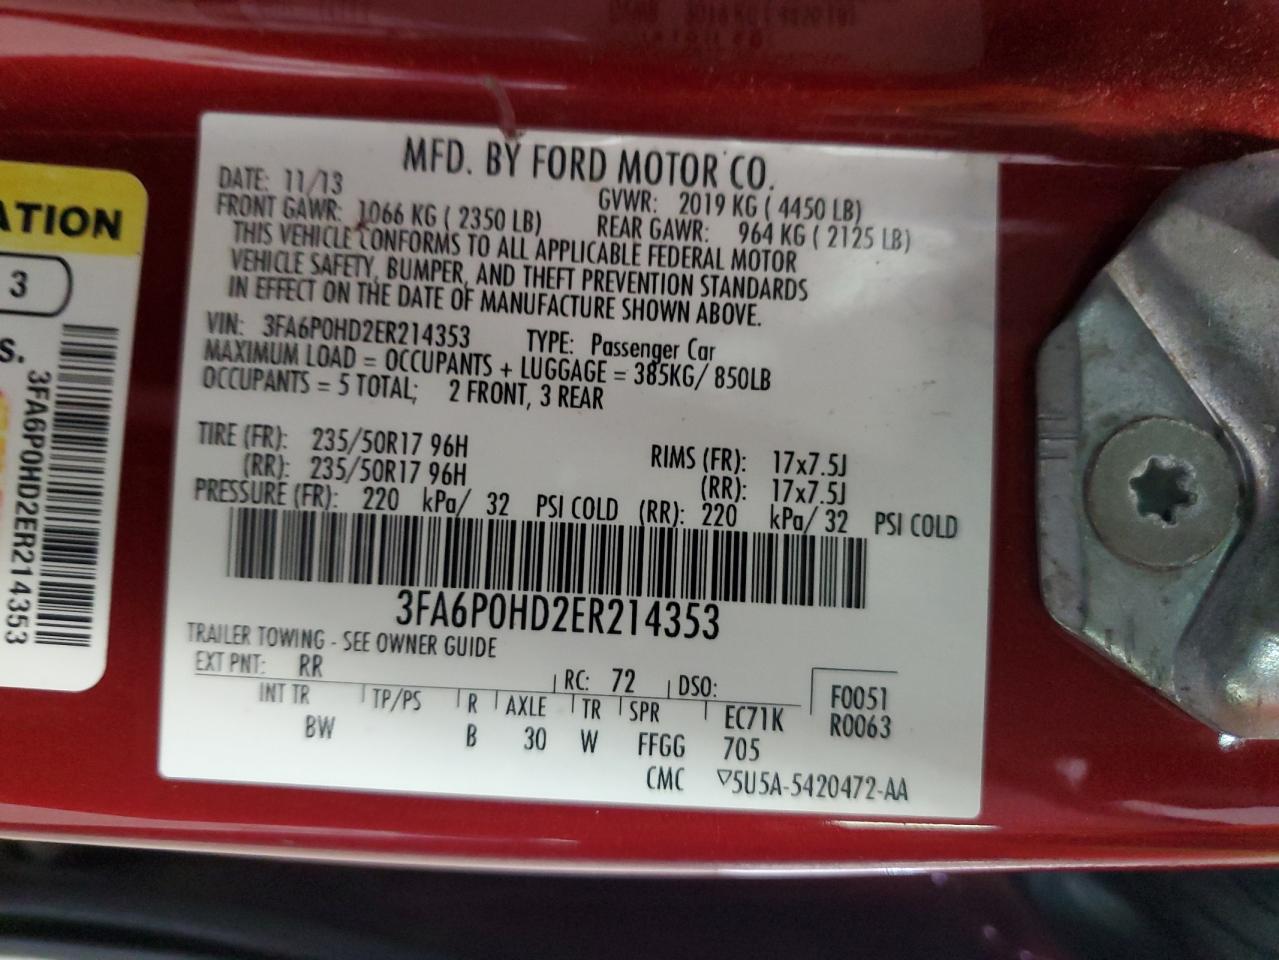 MFD. BY FORD MOTOR CO.
DATE: 11/13 GVWR: 2019 KG ( 4450 LB)
FRONT GAWR: 1066 KG ( 2350 LB) REAR GAWR: 964 KG ( 2125 LB)
THIS VEHICLE CONFORMS TO ALL APPLICABLE FEDERAL MOTOR
VEHICLE SAFETY, BUMPER, AND THEFT PREVENTION STANDARDS
IN EFFECT ON THE DATE OF MANUFACTURE SHOWN ABOVE.
VIN: 3FA6P0HD2ER214353 TYPE: Passenger Car
MAXIMUM LOAD = OCCUPANTS + LUGGAGE = 385KG/ 850LB
OCCUPANTS = 5 TOTAL; 2 FRONT, 3 REAR
TIRE (FR): 235/50R17 96H RIMS (FR): 17x7.5J
(RR): 235/50R17 96H (RR): 17x7.5J
PRESSURE (FR): 220 kPa/ 32 PSI COLD (RR): 220 kPa/ 32 PSI COLD
3FA6P0HD2ER214353
TRAILER TOWING - SEE OWNER GUIDE
EXT PNT: RR RC: 72 DSO: F0051
INT TR TP/PS R AXLE TR SPR EC71K R0063
BW B 30 W FFGG 705
CMC ▽5U5A-5420472-AA
ATION
3
S.
3FA6P0HD2ER214353